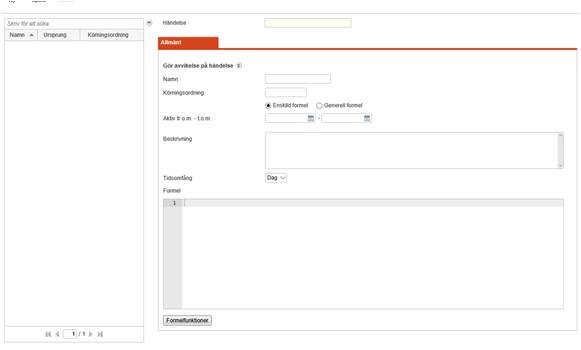 Skriv för att söka
Namn Ursprung Körningsordning
1 / 1
Händelse
Allmänt
Gör avvikelse på händelse
Namn
Körningsordning
Enskild formel Generell formel
Aktiv fr.o.m. - t.o.m. -
Beskrivning
Tidsomfång Dag
Formel
1
Formelfunktioner